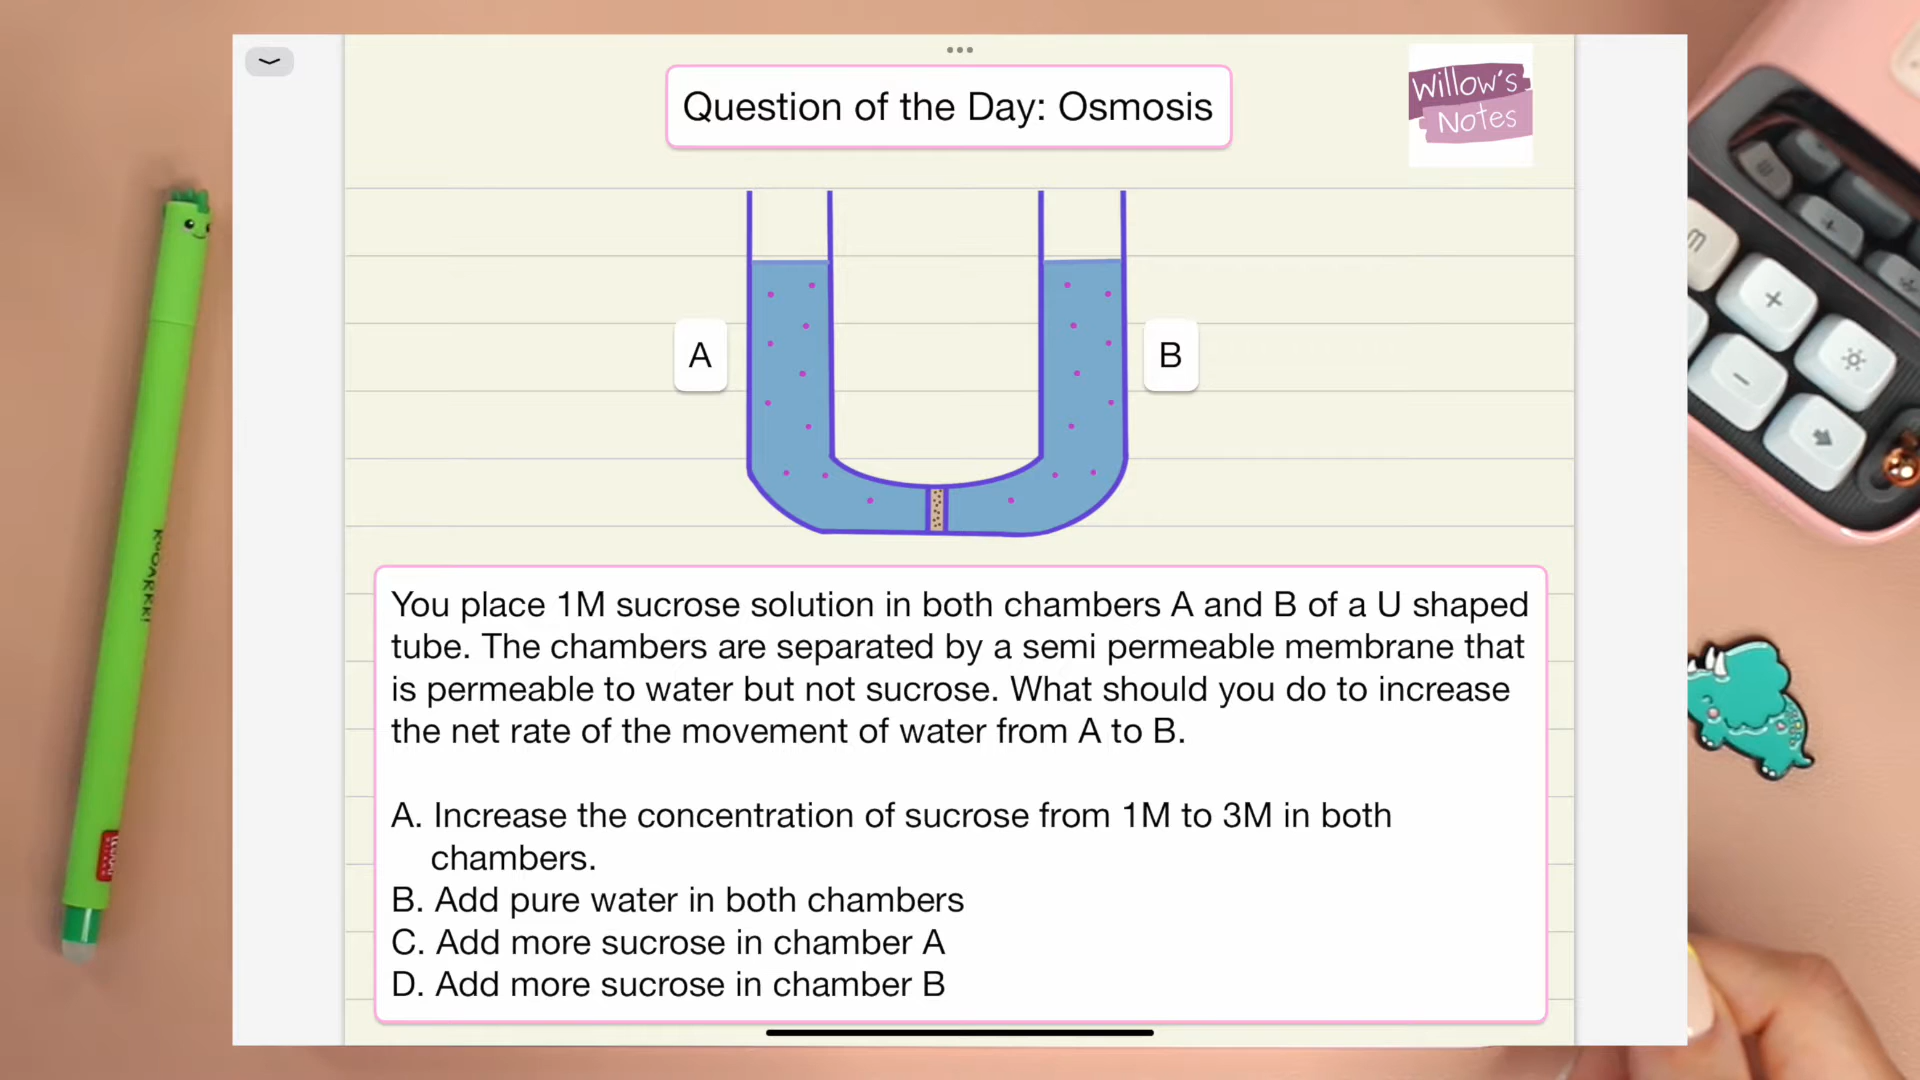 Question of the Day: Osmosis
Willow's
Notes
A
B
You place 1M sucrose solution in both chambers A and B of a U shaped
tube. The chambers are separated by a semi permeable membrane that
is permeable to water but not sucrose. What should you do to increase
the net rate of the movement of water from A to B.
A. Increase the concentration of sucrose from 1M to 3M in both
chambers.
B. Add pure water in both chambers
C. Add more sucrose in chamber A
D. Add more sucrose in chamber B